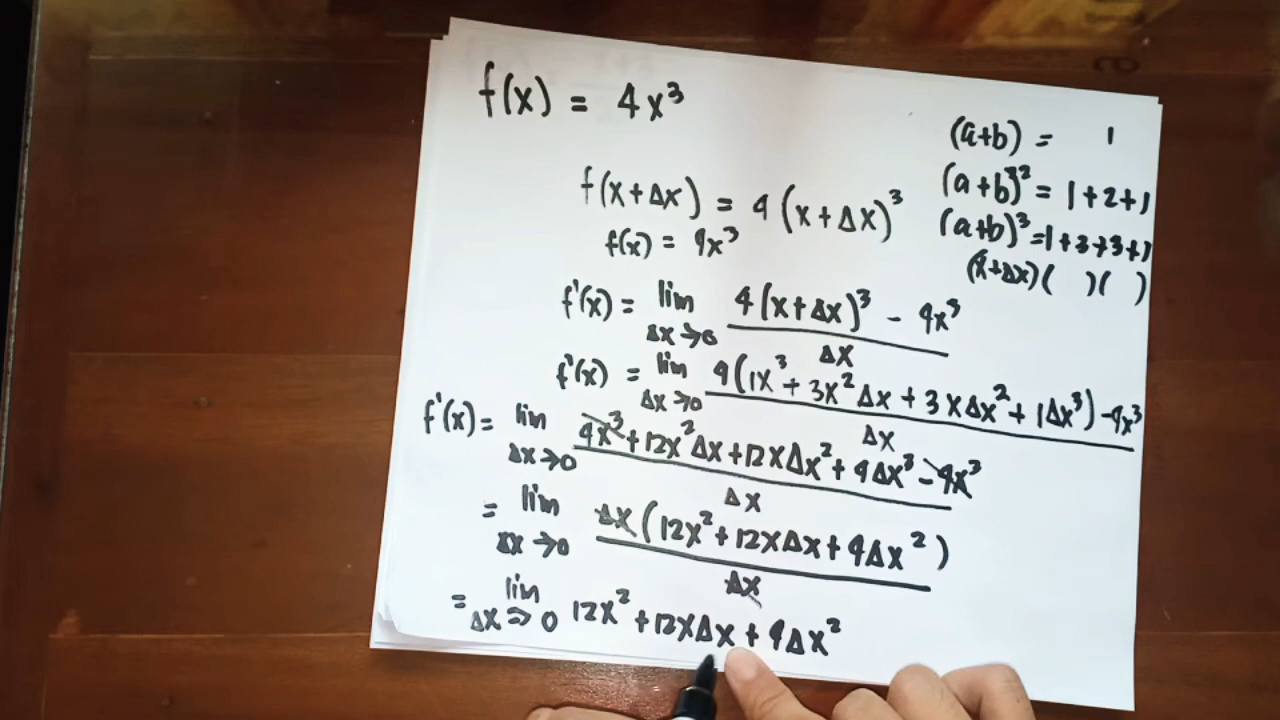 f(x) = 4x³
(a+b) = 1
(a+b)² = 1+2+1
(a+b)³ = 1+3+3+1
(x+Δx)( )( )
f(x+Δx) = 4(x+Δx)³
f(x) = 4x³
f'(x) = lim Δx→0 4(x+Δx)³ - 4x³ / Δx
f'(x) = lim Δx→0 4(1x³ + 3x²Δx + 3xΔx² + 1Δx³) - 4x³ / Δx
f'(x) = lim Δx→0 4x³ + 12x²Δx + 12xΔx² + 4Δx³ - 4x³ / Δx
= lim Δx→0 Δx(12x² + 12xΔx + 4Δx²) / Δx
= lim Δx→0 12x² + 12xΔx + 4Δx²